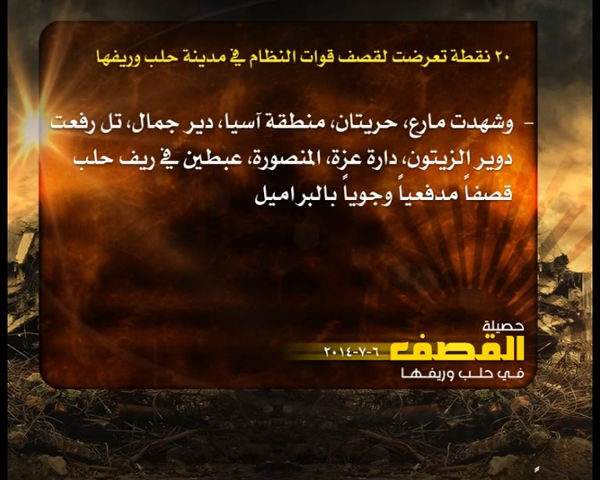 ٢٠ نقطة تعرضت لقصف قوات النظام في مدينة حلب وريفها
- وشهدت مارع، حريتان، منطقة آسيا، دير جمال، تل رفعت
دوير الزيتون، دارة عزة، المنصورة، عبطين في ريف حلب
قصفاً مدفعياً وجوياً بالبراميل
حصيلة
القصف
٦-٧-٢٠١٤
في حلب وريفها